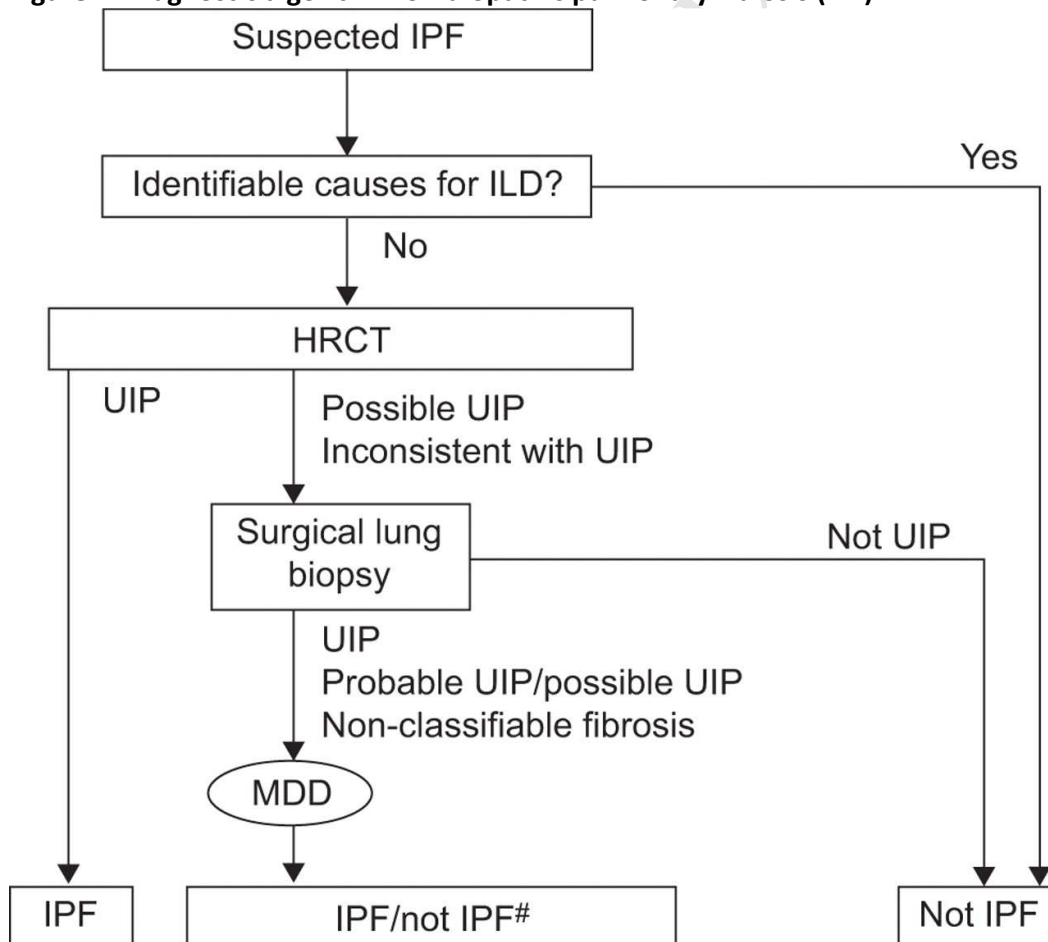 Suspected IPF
Identifiable causes for ILD?
Yes
No
HRCT
UIP
Possible UIP
Inconsistent with UIP
Surgical lung
biopsy
Not UIP
UIP
Probable UIP/possible UIP
Non-classifiable fibrosis
MDD
IPF
IPF/not IPF#
Not IPF